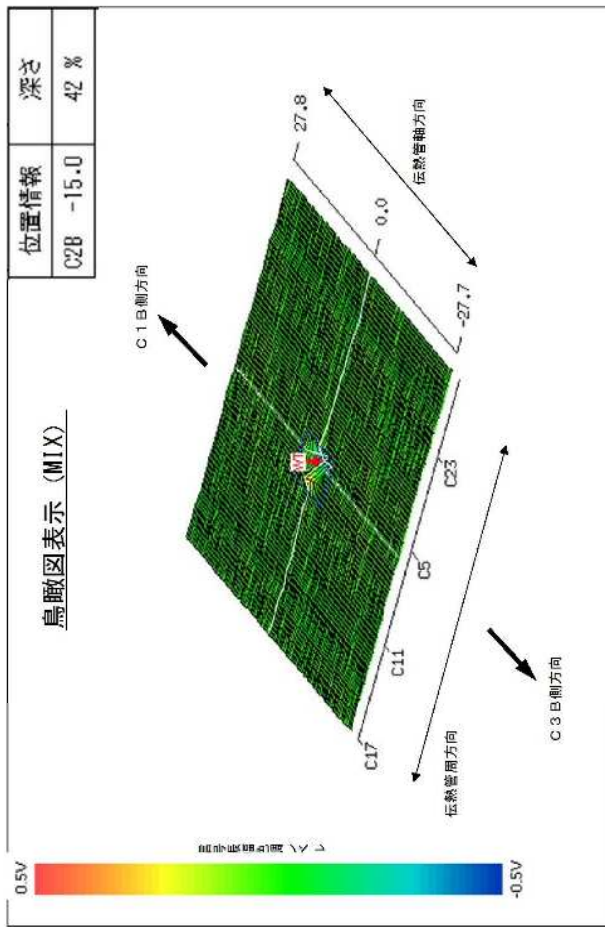 鳥瞰図表示 (MIX)
位置情報 深さ
C2B -15.0 42 %
C1B側方向
27.8
0.0
-27.7
伝熱管軸方向
WT
C17
C11
C5
C23
伝熱管周方向
C3B側方向
0.5V
-0.5V